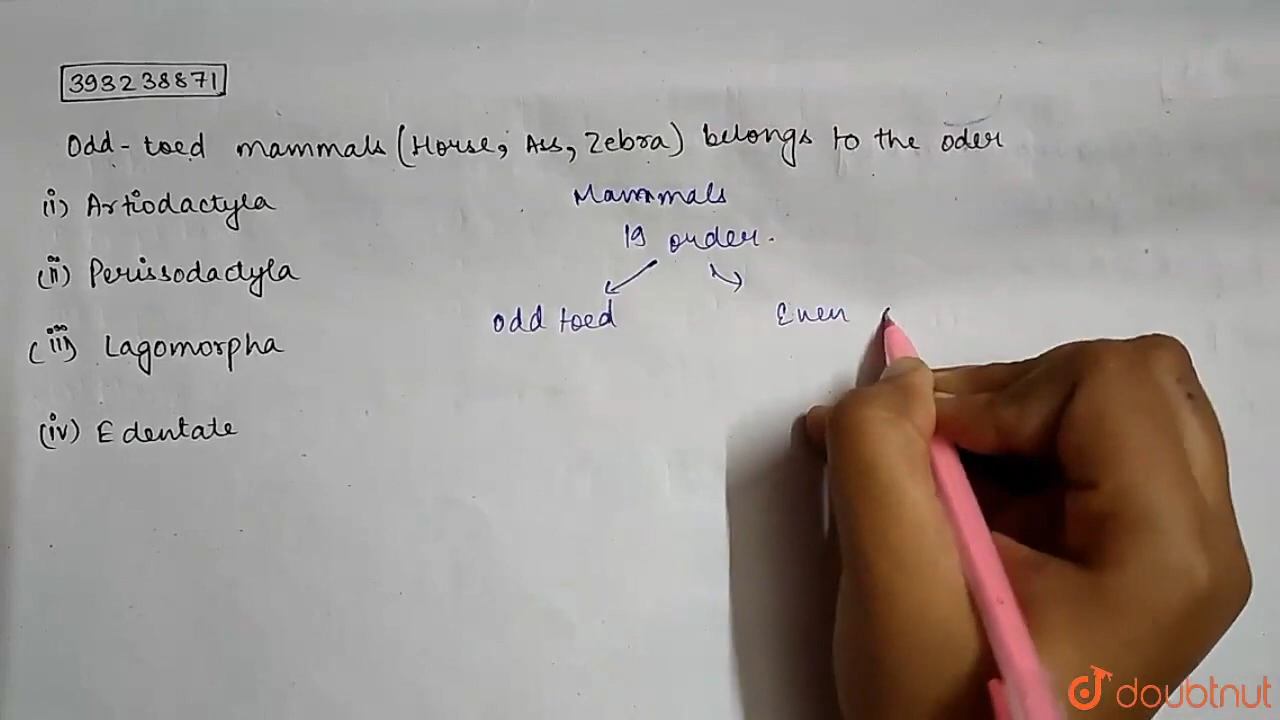 393238871
Odd-toed mammals (Horse, Ass, Zebra) belongs to the oder
(i) Artiodactyla
(ii) Perissodactyla
(iii) Lagomorpha
(iv) Edentate
Mammals
19 order.
Odd toed
Even
doubtnut